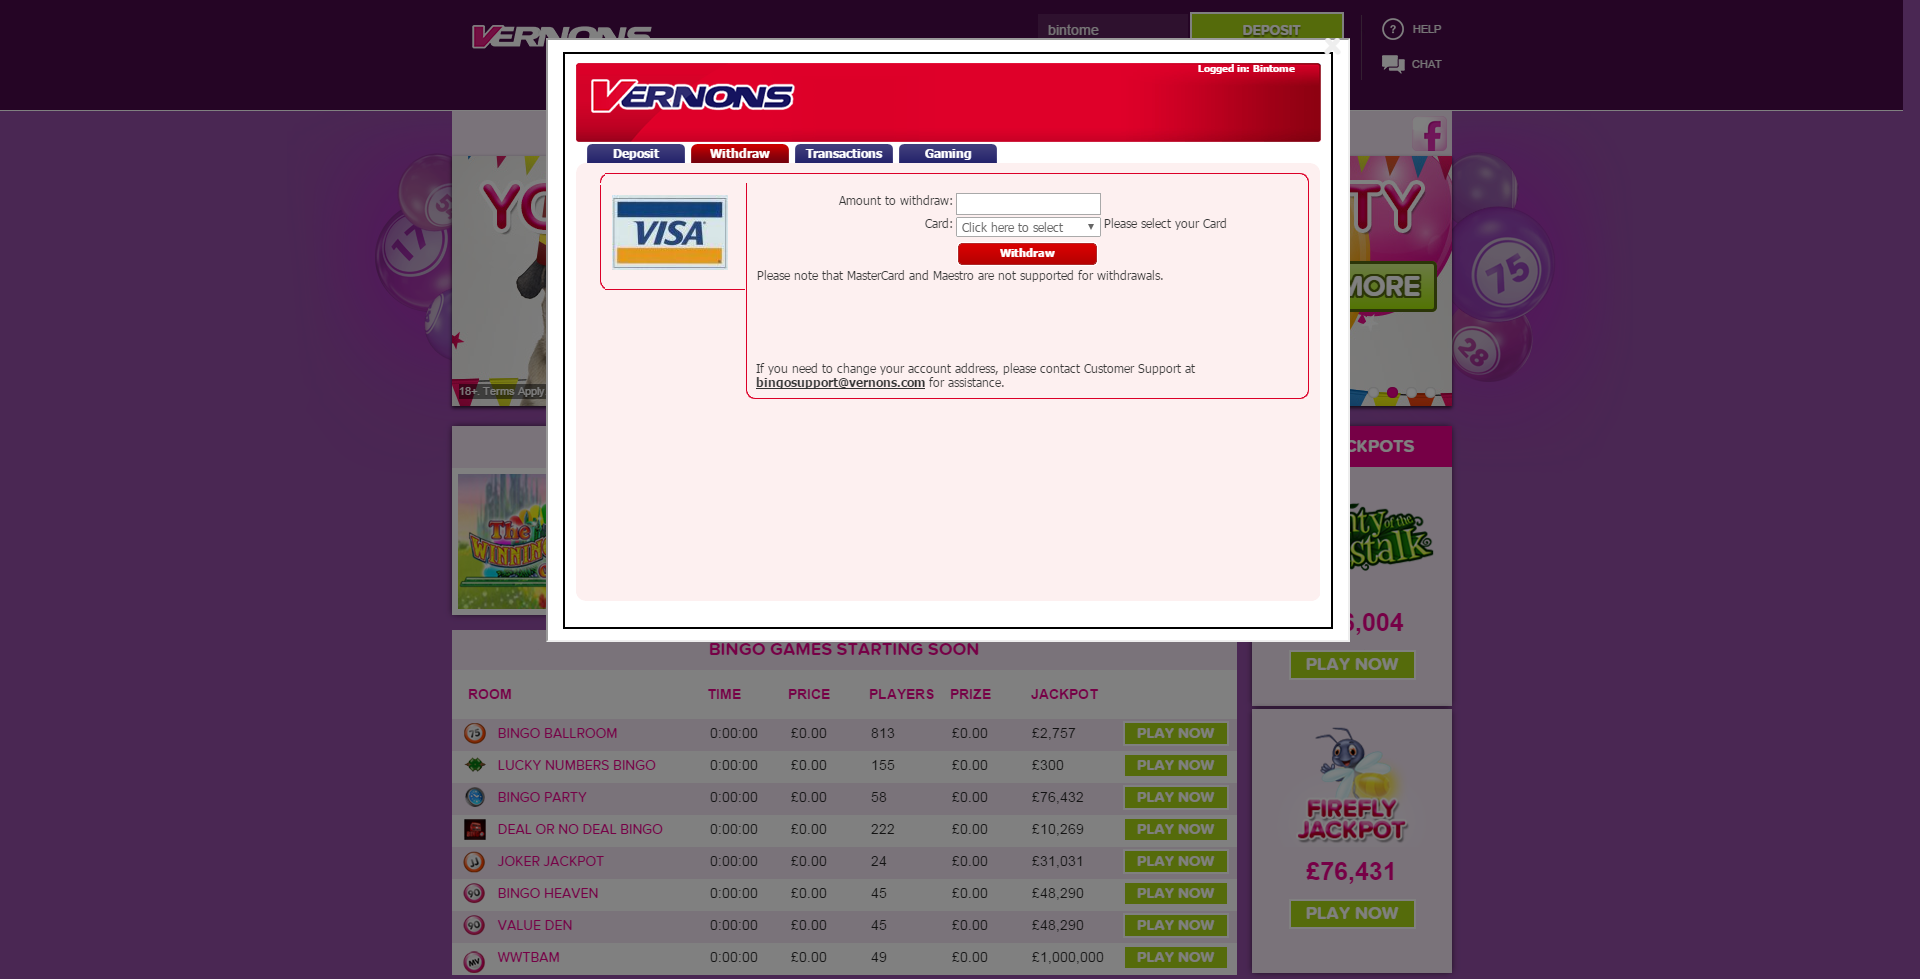 VERNONS
bintome
DEPOSIT
? HELP
CHAT
X
Logged in: Bintome
VERNONS
Deposit
Withdraw
Transactions
Gaming
VISA
Amount to withdraw:
Card: Click here to select Please select your Card
Withdraw
Please note that MasterCard and Maestro are not supported for withdrawals.
If you need to change your account address, please contact Customer Support at
bingosupport@vernons.com for assistance.
17
75
28
MORE
18+. Terms Apply
The
WINNING
CKPOTS
nty of the
stalk
6,004
PLAY NOW
BINGO GAMES STARTING SOON
ROOM TIME PRICE PLAYERS PRIZE JACKPOT
75 BINGO BALLROOM 0:00:00 £0.00 813 £0.00 £2,757 PLAY NOW
LUCKY NUMBERS BINGO 0:00:00 £0.00 155 £0.00 £300 PLAY NOW
BINGO PARTY 0:00:00 £0.00 58 £0.00 £76,432 PLAY NOW
DEAL OR NO DEAL BINGO 0:00:00 £0.00 222 £0.00 £10,269 PLAY NOW
JJ JOKER JACKPOT 0:00:00 £0.00 24 £0.00 £31,031 PLAY NOW
90 BINGO HEAVEN 0:00:00 £0.00 45 £0.00 £48,290 PLAY NOW
90 VALUE DEN 0:00:00 £0.00 45 £0.00 £48,290 PLAY NOW
MV WWTBAM 0:00:00 £0.00 49 £0.00 £1,000,000 PLAY NOW
FIREFLY
JACKPOT
£76,431
PLAY NOW